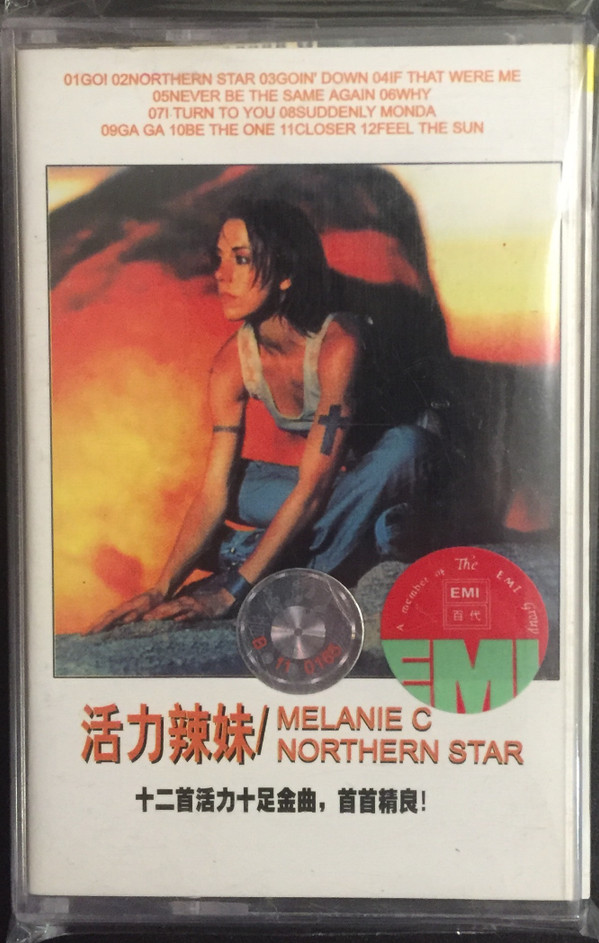 01GO! 02NORTHERN STAR 03GOIN' DOWN 04IF THAT WERE ME
05NEVER BE THE SAME AGAIN 06WHY
07I TURN TO YOU 08SUDDENLY MONDA
09GA GA 10BE THE ONE 11CLOSER 12FEEL THE SUN
A member of The EMI Group
EMI
百代
EMI
活力辣妹/ MELANIE C
NORTHERN STAR
十二首活力十足金曲，首首精良！